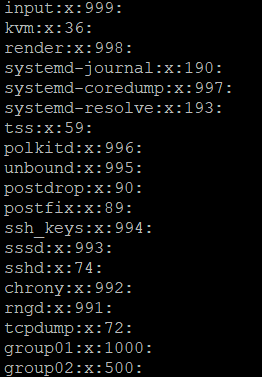 input:x:999:
kvm:x:36:
render:x:998:
systemd-journal:x:190:
systemd-coredump:x:997:
systemd-resolve:x:193:
tss:x:59:
polkitd:x:996:
unbound:x:995:
postdrop:x:90:
postfix:x:89:
ssh_keys:x:994:
sssd:x:993:
sshd:x:74:
chrony:x:992:
rngd:x:991:
tcpdump:x:72:
group01:x:1000:
group02:x:500: